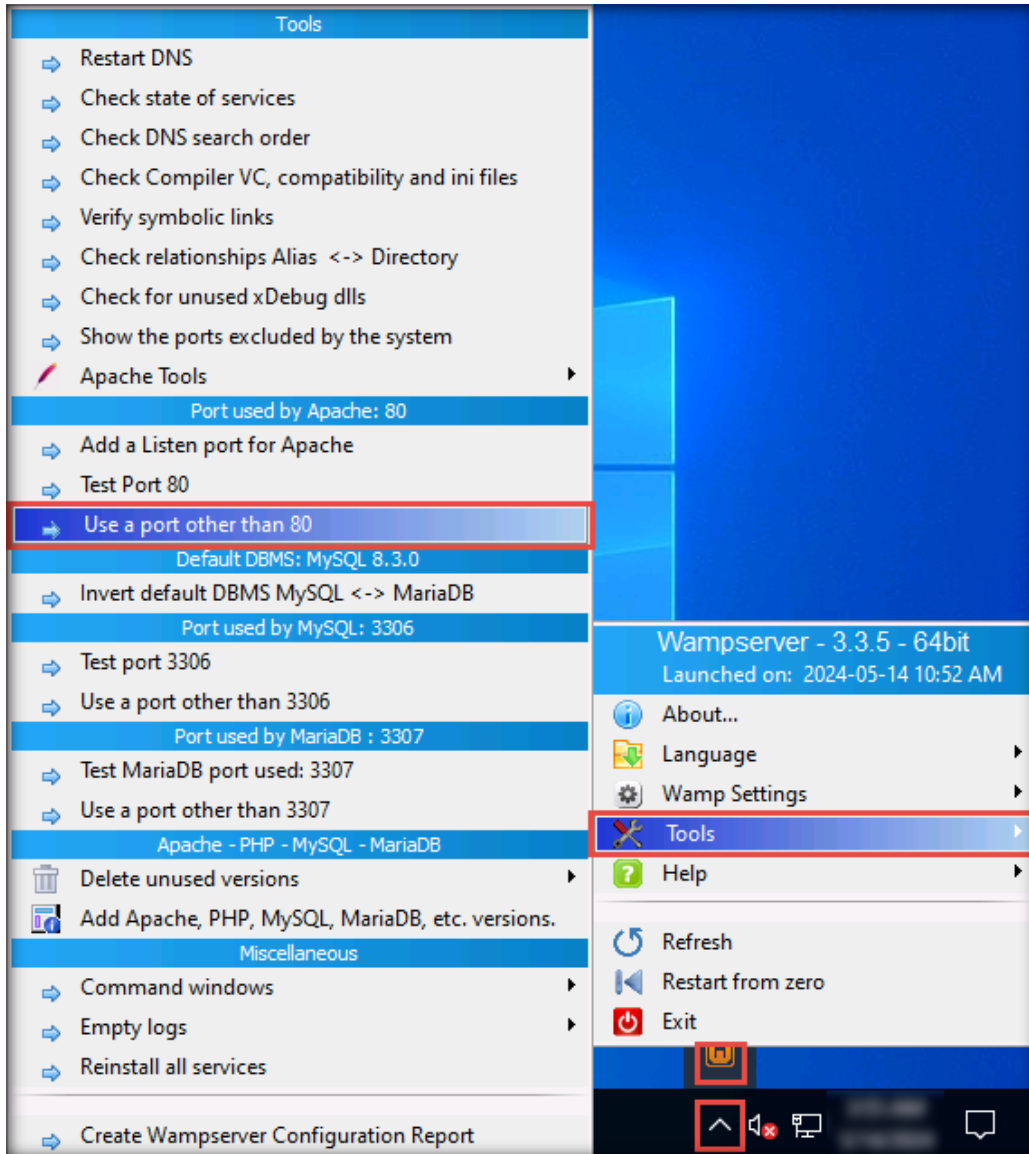 Tools
Restart DNS
Check state of services
Check DNS search order
Check Compiler VC, compatibility and ini files
Verify symbolic links
Check relationships Alias <-> Directory
Check for unused xDebug dlls
Show the ports excluded by the system
Apache Tools
Port used by Apache: 80
Add a Listen port for Apache
Test Port 80
Use a port other than 80
Default DBMS: MySQL 8.3.0
Invert default DBMS MySQL <-> MariaDB
Port used by MySQL: 3306
Test port 3306
Use a port other than 3306
Port used by MariaDB : 3307
Test MariaDB port used: 3307
Use a port other than 3307
Apache - PHP - MySQL - MariaDB
Delete unused versions
Add Apache, PHP, MySQL, MariaDB, etc. versions.
Miscellaneous
Command windows
Empty logs
Reinstall all services
Create Wampserver Configuration Report
Wampserver - 3.3.5 - 64bit
Launched on: 2024-05-14 10:52 AM
About...
Language
Wamp Settings
Tools
Help
Refresh
Restart from zero
Exit